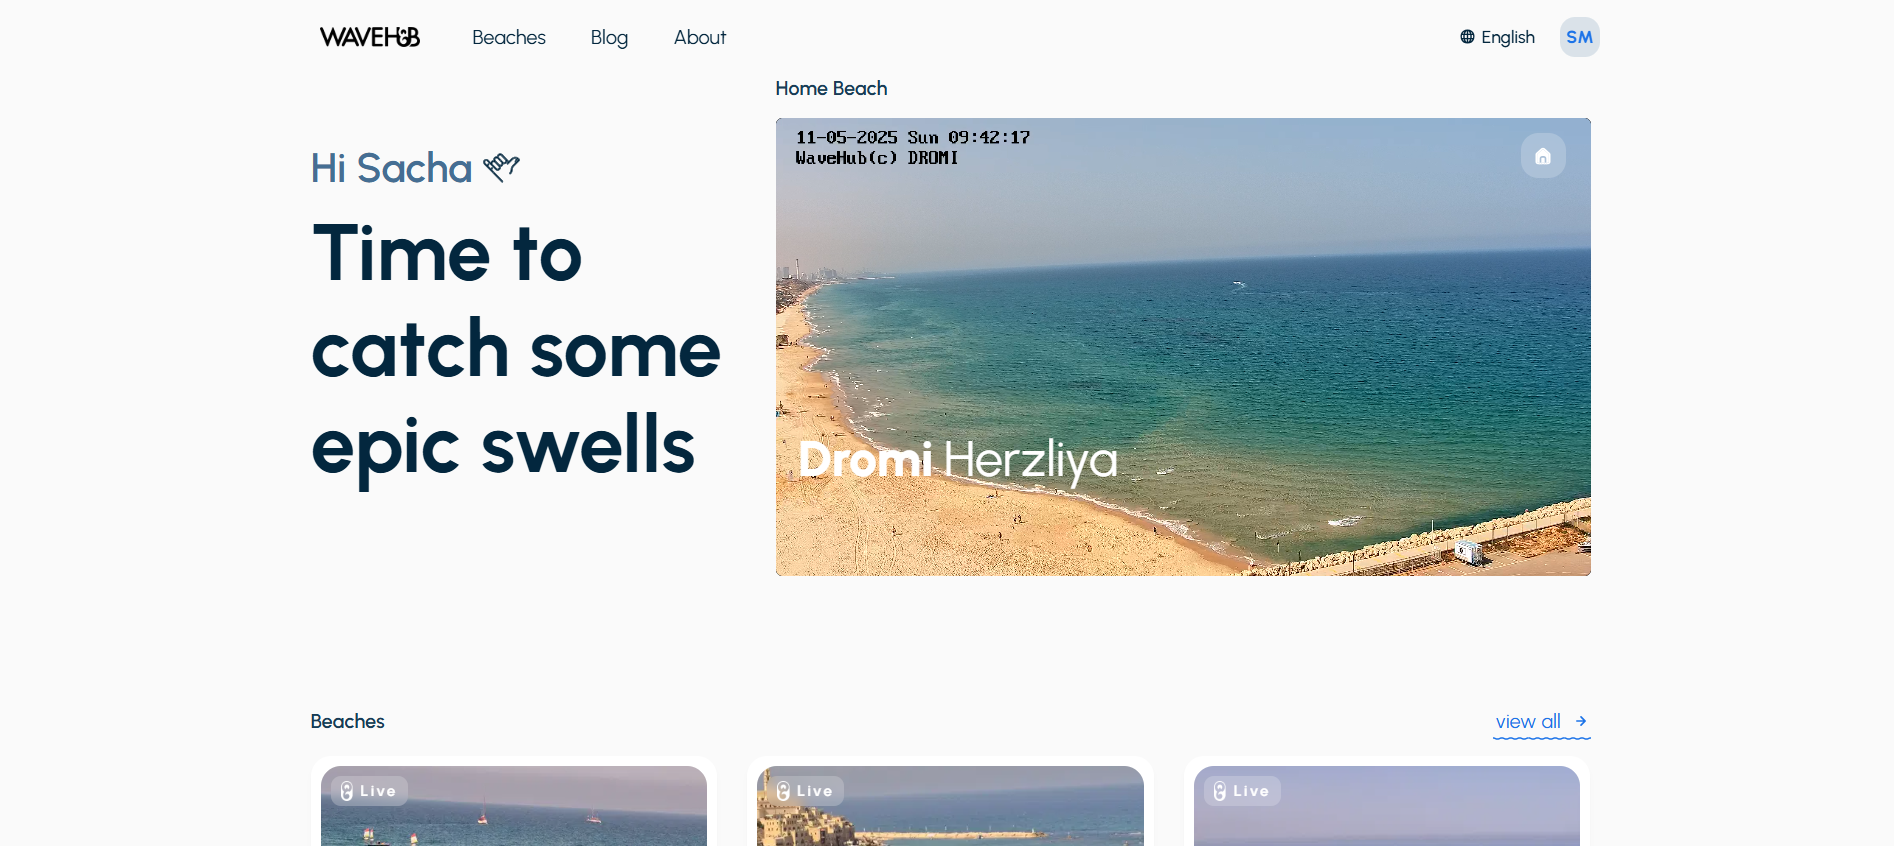 WAVEHUB
Beaches
Blog
About
English
SM
Home Beach
11-05-2025 Sun 09:42:17
WaveHub(c) DROMI
Hi Sacha
Time to
catch some
epic swells
Dromi Herzliya
Beaches
view all
Live
Live
Live